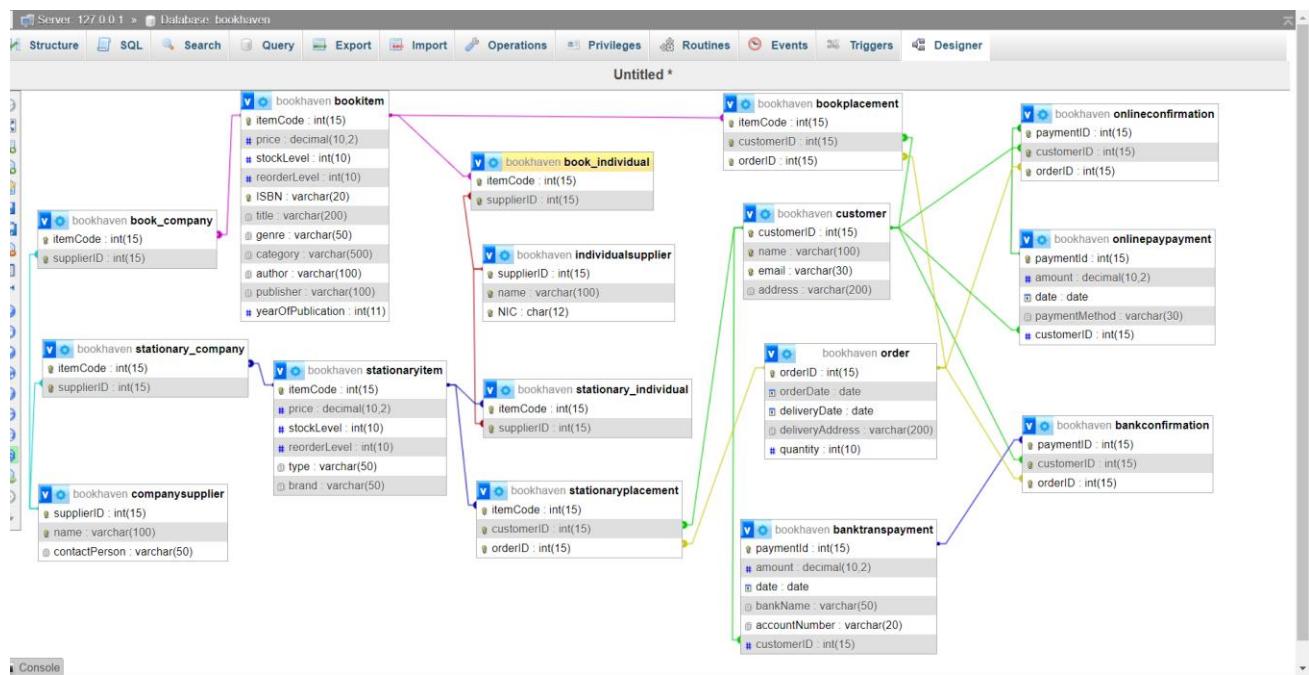 Server: 127.0.0.1 » Database: bookhaven
Structure SQL Search Query Export Import Operations Privileges Routines Events Triggers Designer
Untitled *
bookhaven bookitem
itemCode : int(15)
price : decimal(10,2)
stockLevel : int(10)
reorderLevel : int(10)
ISBN : varchar(20)
title : varchar(200)
genre : varchar(50)
category : varchar(500)
author : varchar(100)
publisher : varchar(100)
yearOfPublication : int(11)
bookhaven bookplacement
itemCode : int(15)
customerID : int(15)
orderID : int(15)
bookhaven onlineconfirmation
paymentID : int(15)
customerID : int(15)
orderID : int(15)
bookhaven book_individual
itemCode : int(15)
supplierID : int(15)
bookhaven book_company
itemCode : int(15)
supplierID : int(15)
bookhaven customer
customerID : int(15)
name : varchar(100)
email : varchar(30)
address : varchar(200)
bookhaven onlinepaypayment
paymentId : int(15)
amount : decimal(10,2)
date : date
paymentMethod : varchar(30)
customerID : int(15)
bookhaven individualsupplier
supplierID : int(15)
name : varchar(100)
NIC : char(12)
bookhaven stationary_company
itemCode : int(15)
supplierID : int(15)
bookhaven stationaryitem
itemCode : int(15)
price : decimal(10,2)
stockLevel : int(10)
reorderLevel : int(10)
type : varchar(50)
brand : varchar(50)
bookhaven stationary_individual
itemCode : int(15)
supplierID : int(15)
bookhaven order
orderID : int(15)
orderDate : date
deliveryDate : date
deliveryAddress : varchar(200)
quantity : int(10)
bookhaven bankconfirmation
paymentID : int(15)
customerID : int(15)
orderID : int(15)
bookhaven companysupplier
supplierID : int(15)
name : varchar(100)
contactPerson : varchar(50)
bookhaven stationaryplacement
itemCode : int(15)
customerID : int(15)
orderID : int(15)
bookhaven banktranspayment
paymentId : int(15)
amount : decimal(10,2)
date : date
bankName : varchar(50)
accountNumber : varchar(20)
customerID : int(15)
Console